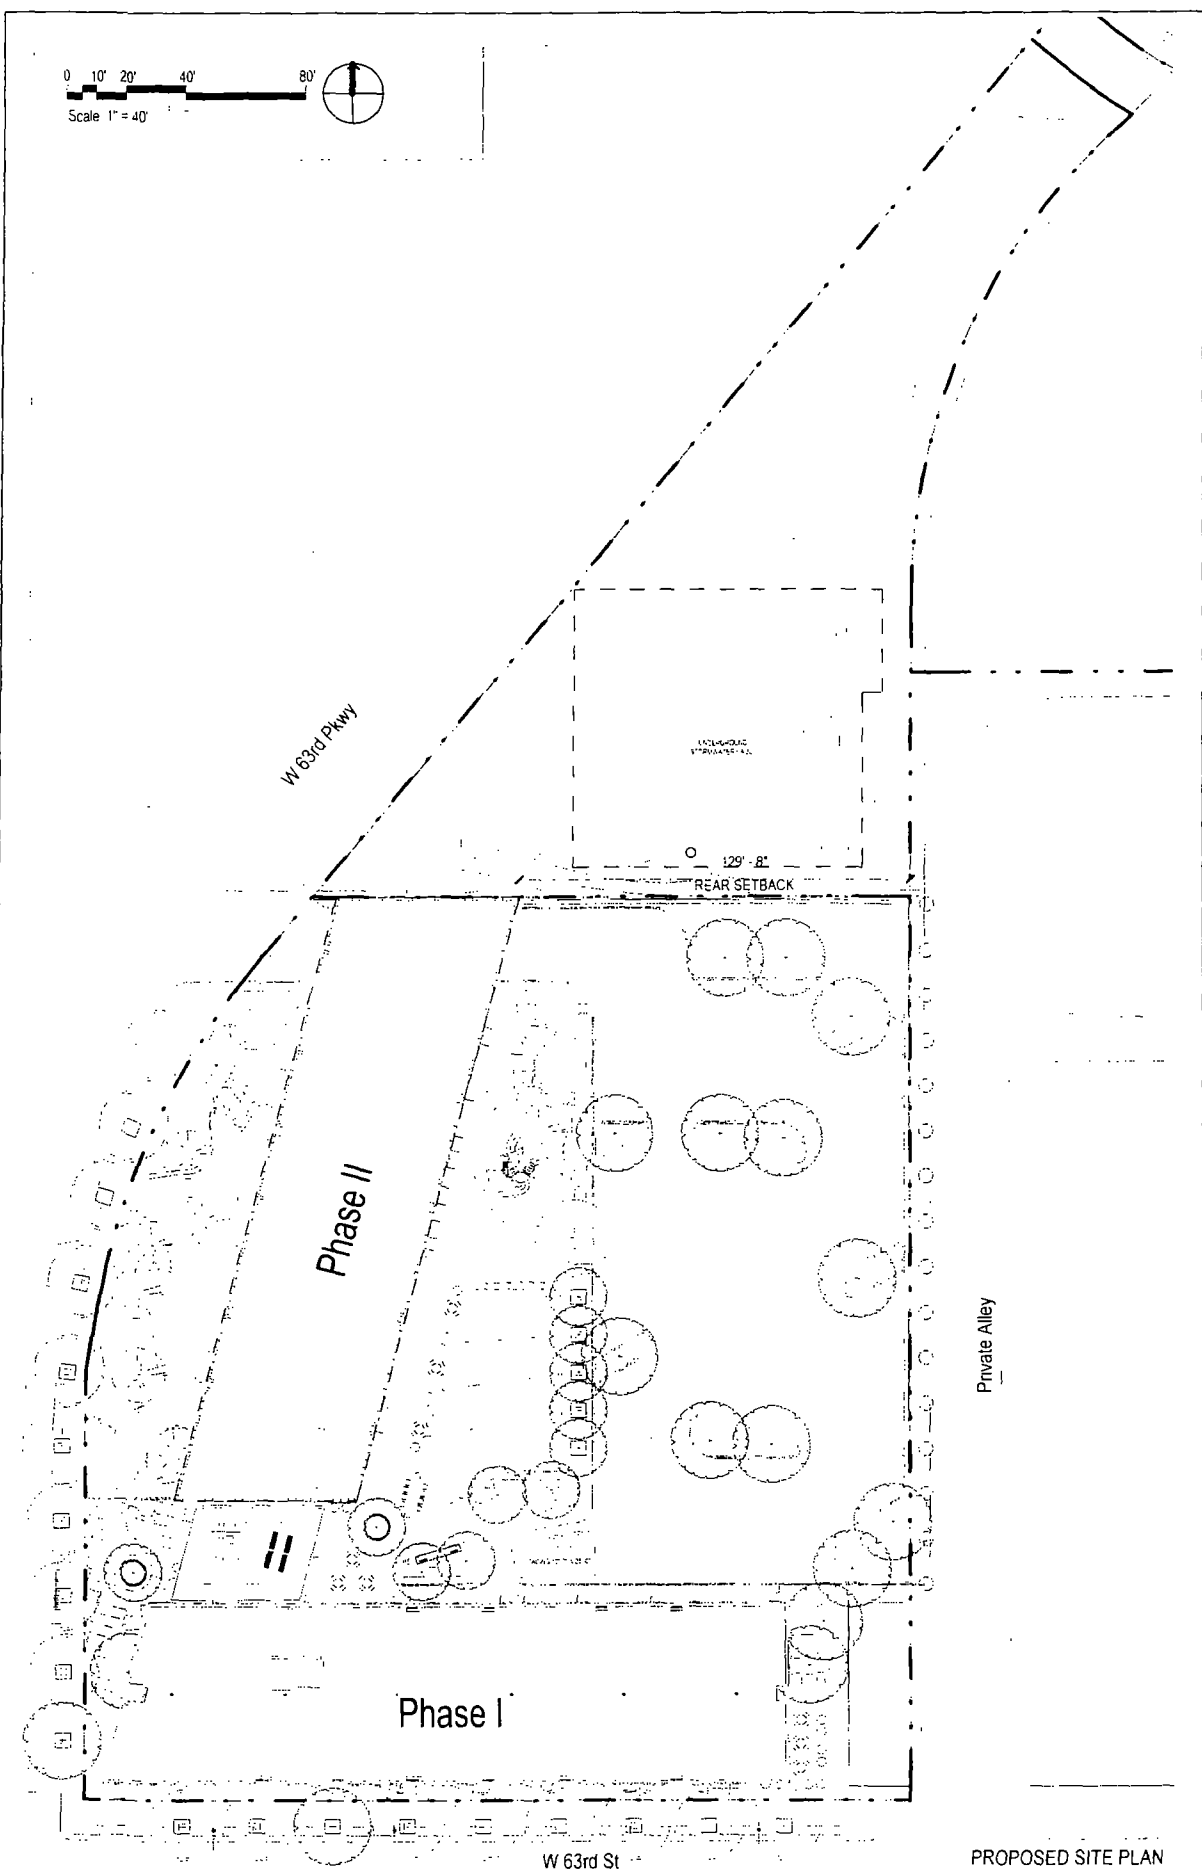 0 10' 20' 40' 80'
Scale 1" = 40'
W 63rd Pkwy
UNDERGROUND
129' - 8"
REAR SETBACK
Phase II
Private Alley
Phase I
W 63rd St
PROPOSED SITE PLAN